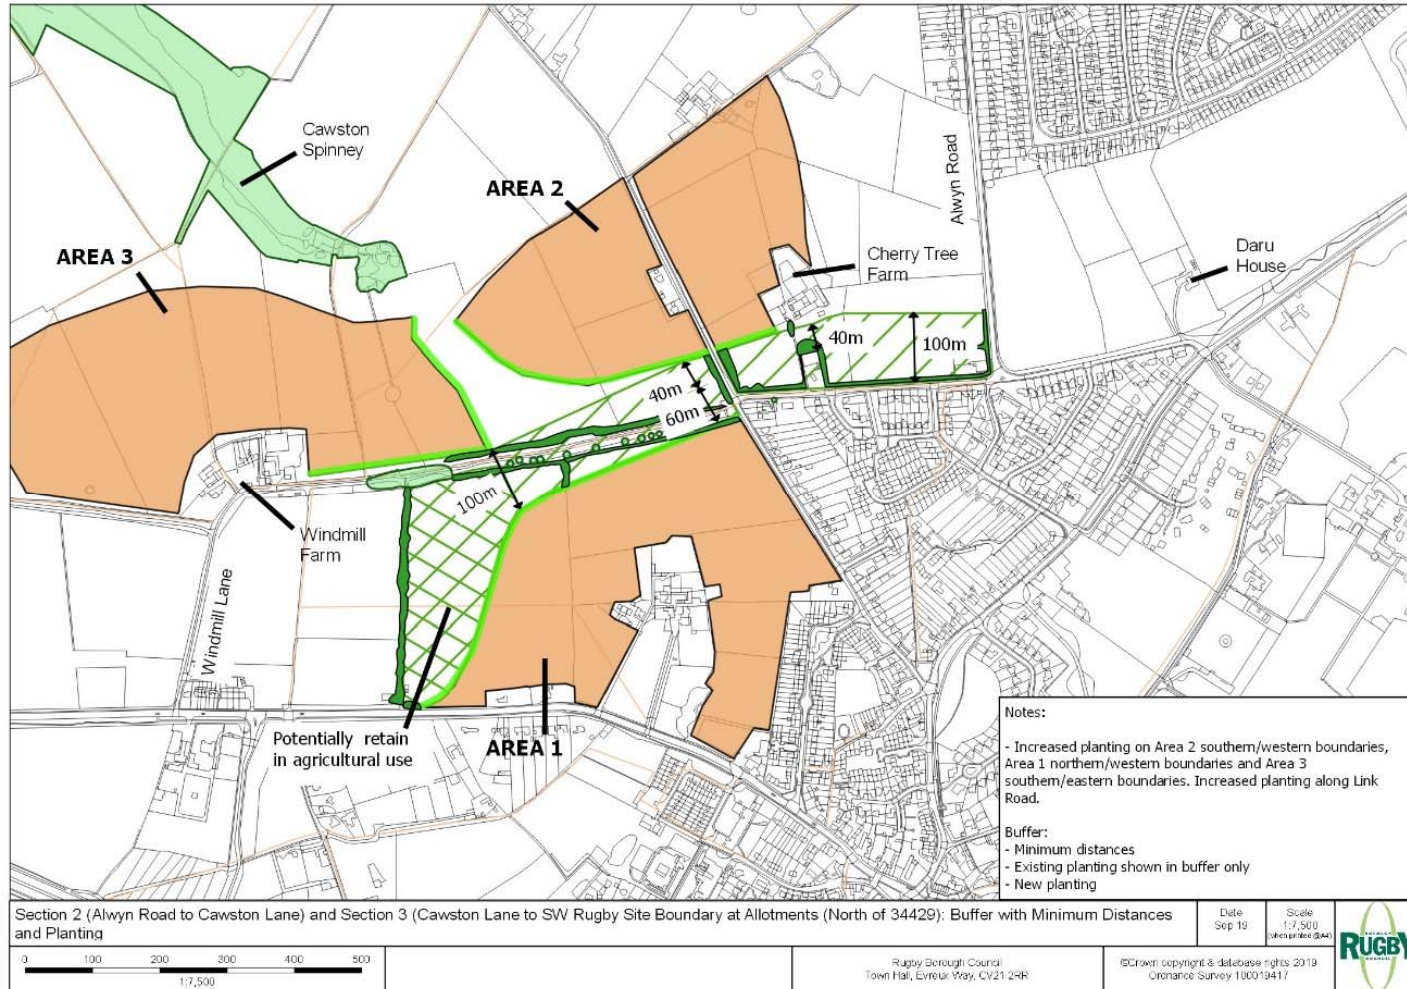 Cawston
Spinney
AREA 2
Alwyn Road
AREA 3
Cherry Tree
Farm
Daru
House
40m
100m
40m
60m
100m
Windmill
Farm
Windmill Lane
Potentially retain
in agricultural use
AREA 1
Notes:
- Increased planting on Area 2 southern/western boundaries,
Area 1 northern/western boundaries and Area 3
southern/eastern boundaries. Increased planting along Link
Road.
Buffer:
- Minimum distances
- Existing planting shown in buffer only
- New planting
Section 2 (Alwyn Road to Cawston Lane) and Section 3 (Cawston Lane to SW Rugby Site Boundary at Allotments (North of 34429): Buffer with Minimum Distances
and Planting
Date
Sep 19
Scale
1:7,500
(when printed @A4)
0 100 200 300 400 500
1:7,500
Rugby Borough Council
Town Hall, Evreux Way, CV21 2RR
©Crown copyright & database rights 2019
Ordnance Survey 100019417
RUGBY